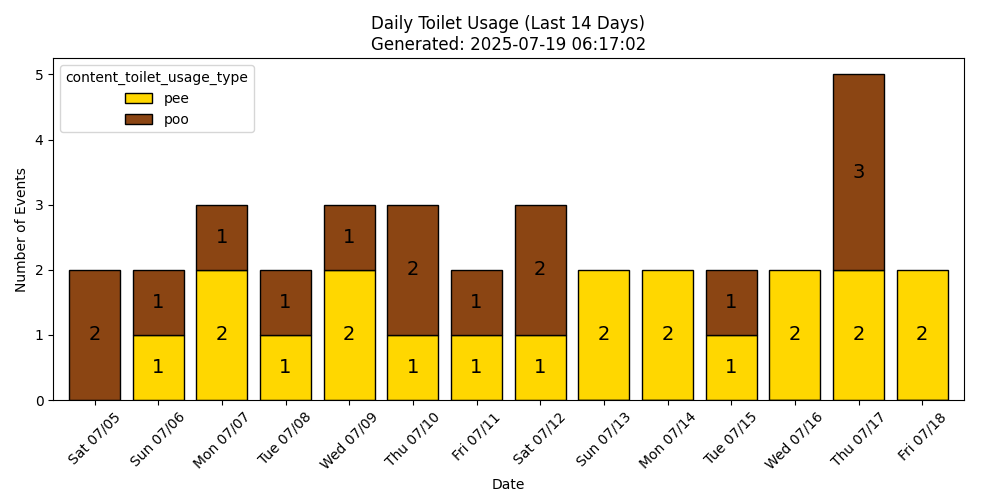 Daily Toilet Usage (Last 14 Days)
Generated: 2025-07-19 06:17:02
content_toilet_usage_type
pee
poo
Number of Events
5
4
3
2
1
0
2
1
1
1
2
1
1
1
2
2
1
1
1
2
1
2
2
1
1
2
3
2
2
Sat 07/05
Sun 07/06
Mon 07/07
Tue 07/08
Wed 07/09
Thu 07/10
Fri 07/11
Sat 07/12
Sun 07/13
Mon 07/14
Tue 07/15
Wed 07/16
Thu 07/17
Fri 07/18
Date